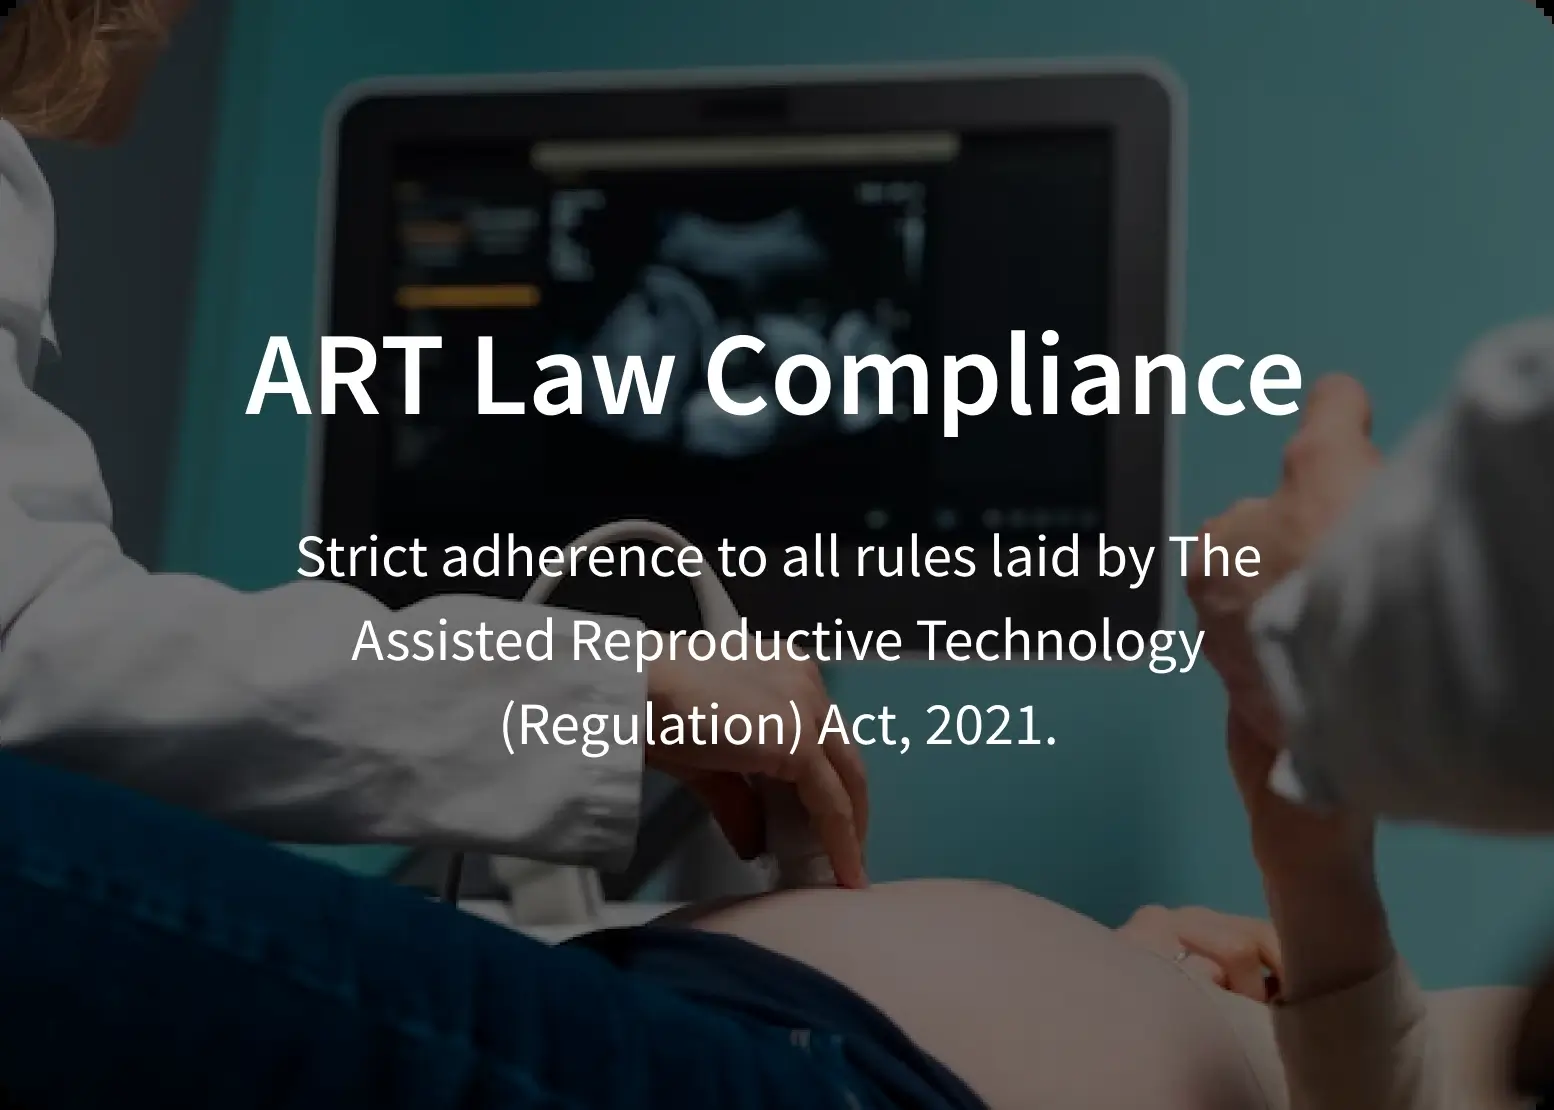 ART Law Compliance
Strict adherence to all rules laid by The
Assisted Reproductive Technology
(Regulation) Act, 2021.